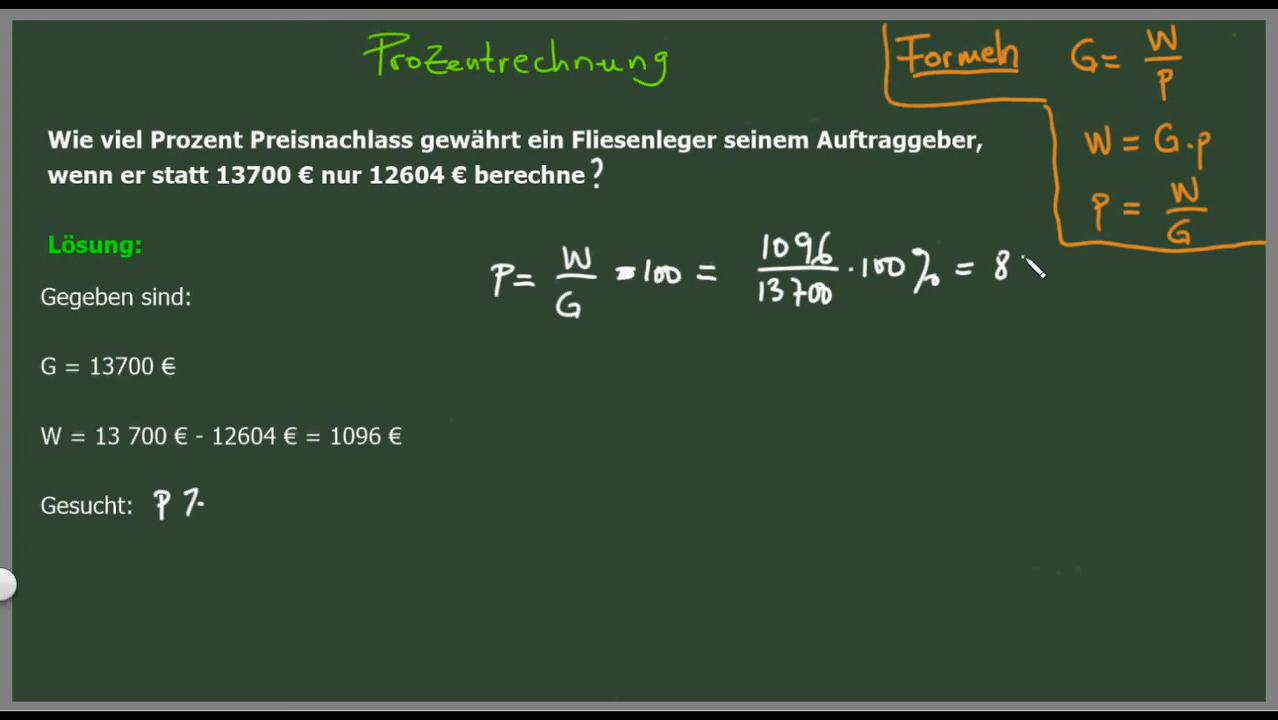 Prozentrechnung
Formeln G = W/P
W = G · p
P = W/G
Wie viel Prozent Preisnachlass gewährt ein Fliesenleger seinem Auftraggeber,
wenn er statt 13700 € nur 12604 € berechne?
Lösung:
P = W/G · 100 = 1096/13700 · 100% = 8
Gegeben sind:
G = 13700 €
W = 13 700 € - 12604 € = 1096 €
Gesucht: P %